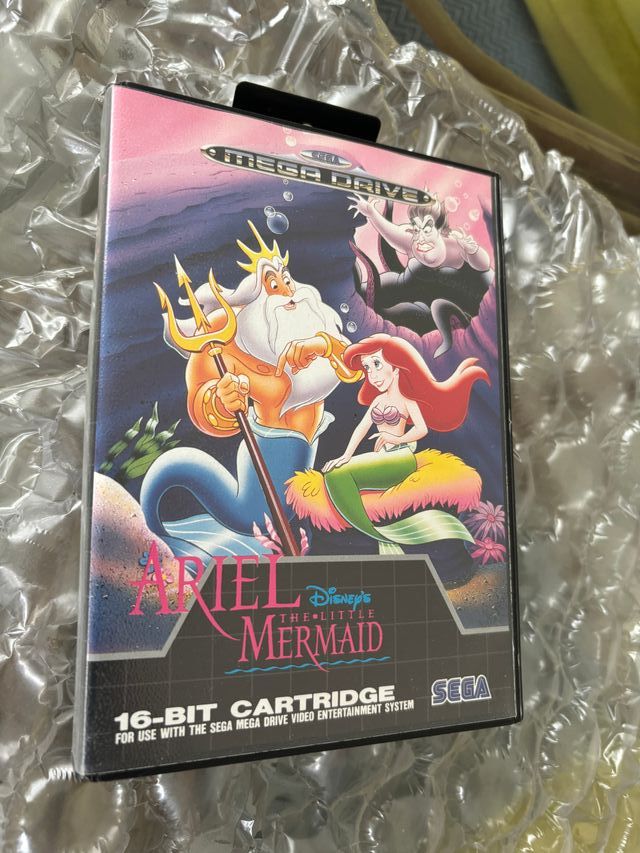 SEGA
MEGA DRIVE
ARIEL
Disney's
THE•LITTLE
MERMAID
16-BIT CARTRIDGE
FOR USE WITH THE SEGA MEGA DRIVE VIDEO ENTERTAINMENT SYSTEM
SEGA